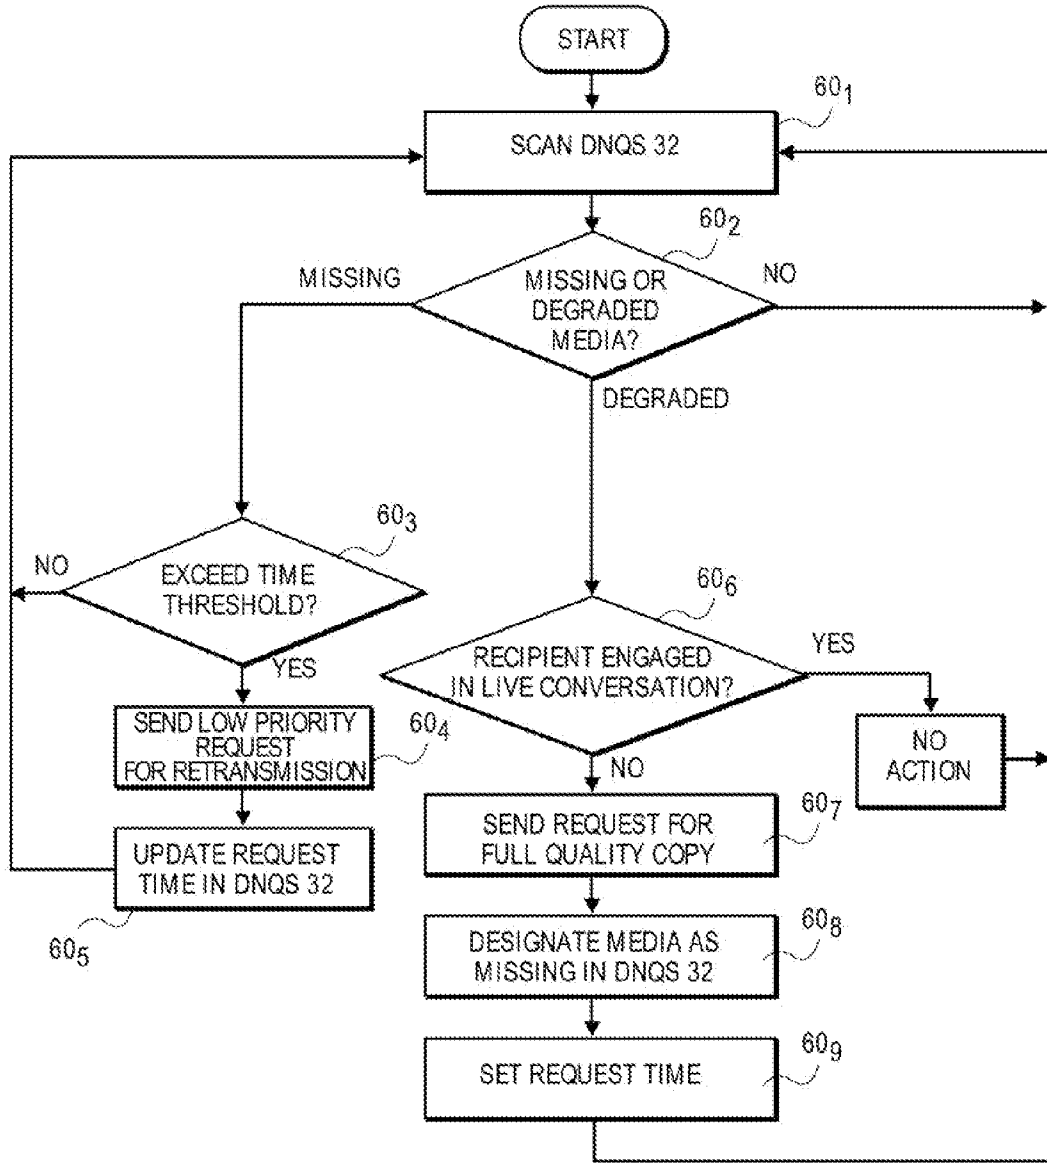 START
60₁
SCAN DNQS 32
60₂
MISSING
MISSING OR
DEGRADED
MEDIA?
NO
DEGRADED
60₃
NO
EXCEED TIME
THRESHOLD?
YES
60₆
RECIPIENT ENGAGED
IN LIVE CONVERSATION?
YES
SEND LOW PRIORITY
REQUEST
FOR RETRANSMISSION
60₄
NO
ACTION
NO
60₇
SEND REQUEST FOR
FULL QUALITY COPY
UPDATE REQUEST
TIME IN DNQS 32
60₅
60₈
DESIGNATE MEDIA AS
MISSING IN DNQS 32
60₉
SET REQUEST TIME